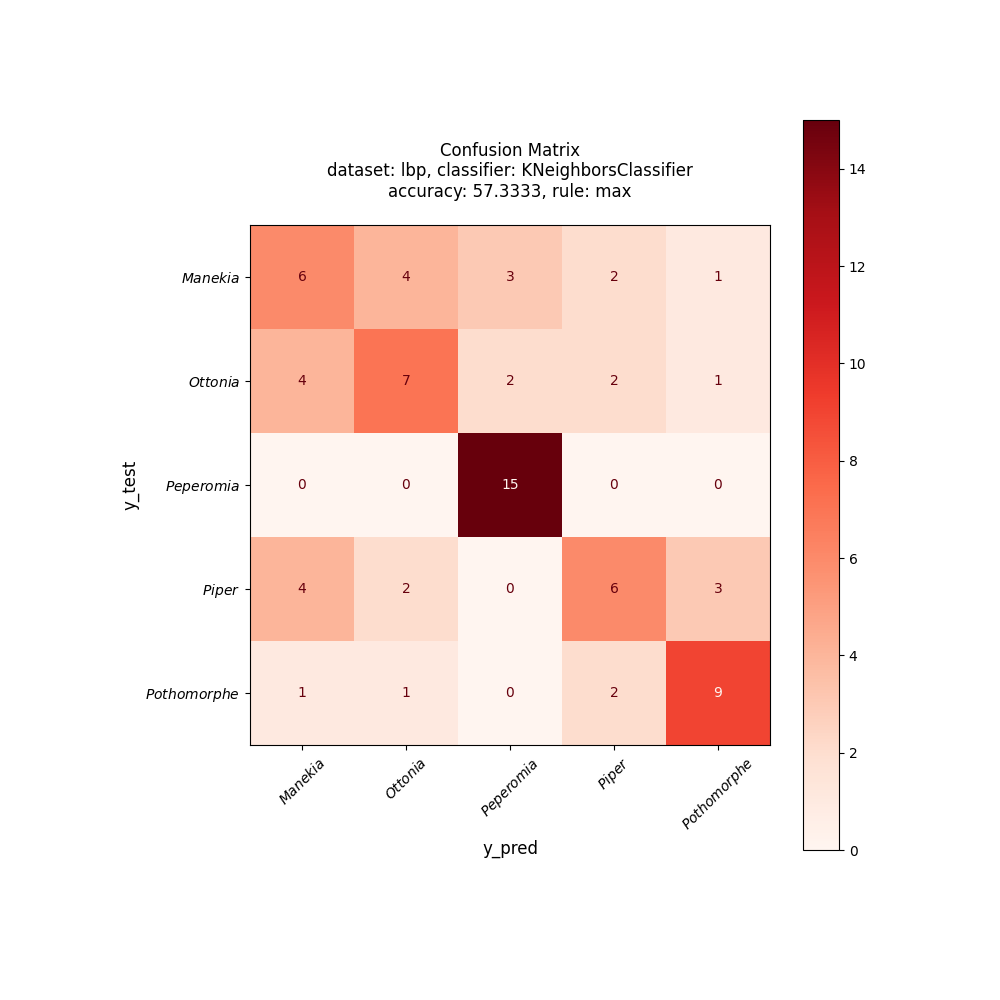 Confusion Matrix
dataset: lbp, classifier: KNeighborsClassifier
accuracy: 57.3333, rule: max
Manekia 6 4 3 2 1
Ottonia 4 7 2 2 1
Peperomia 0 0 15 0 0
Piper 4 2 0 6 3
Pothomorphe 1 1 0 2 9
Manekia Ottonia Peperomia Piper Pothomorphe
y_pred
y_test
14
12
10
8
6
4
2
0